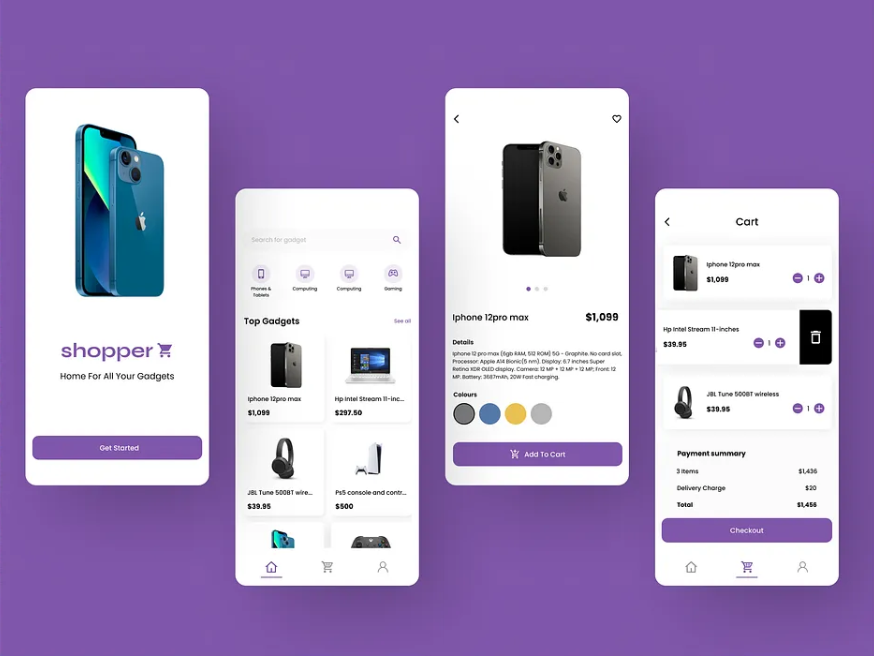 shopper
Home For All Your Gadgets
Get Started
Search for gadget
Phones &
Tablets
Computing
Computing
Gaming
Top Gadgets
See all
Iphone 12pro max
$1,099
Hp Intel Stream 11-inc...
$297.50
JBL Tune 500BT wire...
$39.95
Ps5 console and contr...
$500
Iphone 12pro max
$1,099
Details
Iphone 12 pro max (6gb RAM, 512 ROM) 5G - Graphite. No card slot,
Processor: Apple A14 Bionic(5 nm). Display: 6.7 inches Super
Retina XDR OLED display. Camera: 12 MP + 12 MP + 12 MP; Front: 12
MP. Battery: 3687mAh, 20W Fast charging.
Colours
Add To Cart
Cart
Iphone 12pro max
$1,099
1
Hp Intel Stream 11-inches
$39.95
1
JBL Tune 500BT wireless
$39.95
1
Payment summary
3 Items
$1,436
Delivery Charge
$20
Total
$1,456
Checkout